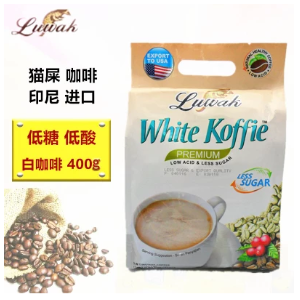 Luwak
猫屎 咖啡
印尼 进口
低糖 低酸
白咖啡 400g
EXPORT
TO USA
Luwak
White Koffie
PREMIUM
LOW ACID & LESS SUGAR
LESS
SUGAR